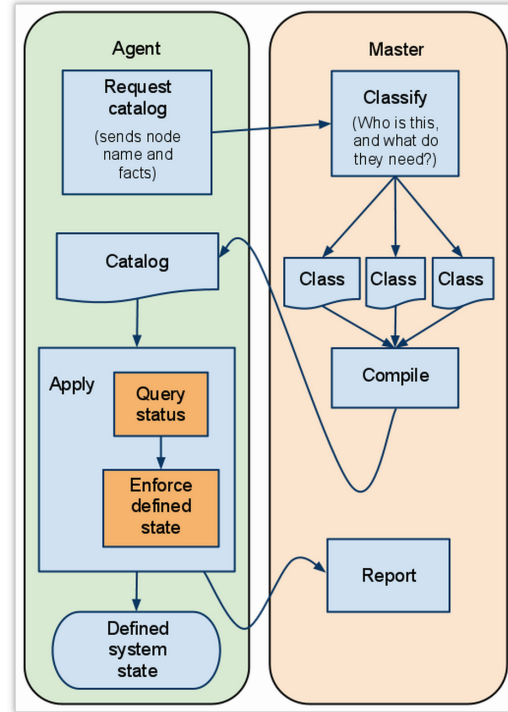 Agent
Request
catalog
(sends node
name and
facts)
Catalog
Apply
Query
status
Enforce
defined
state
Defined
system
state
Master
Classify
(Who is this,
and what do
they need?)
Class
Class
Class
Compile
Report